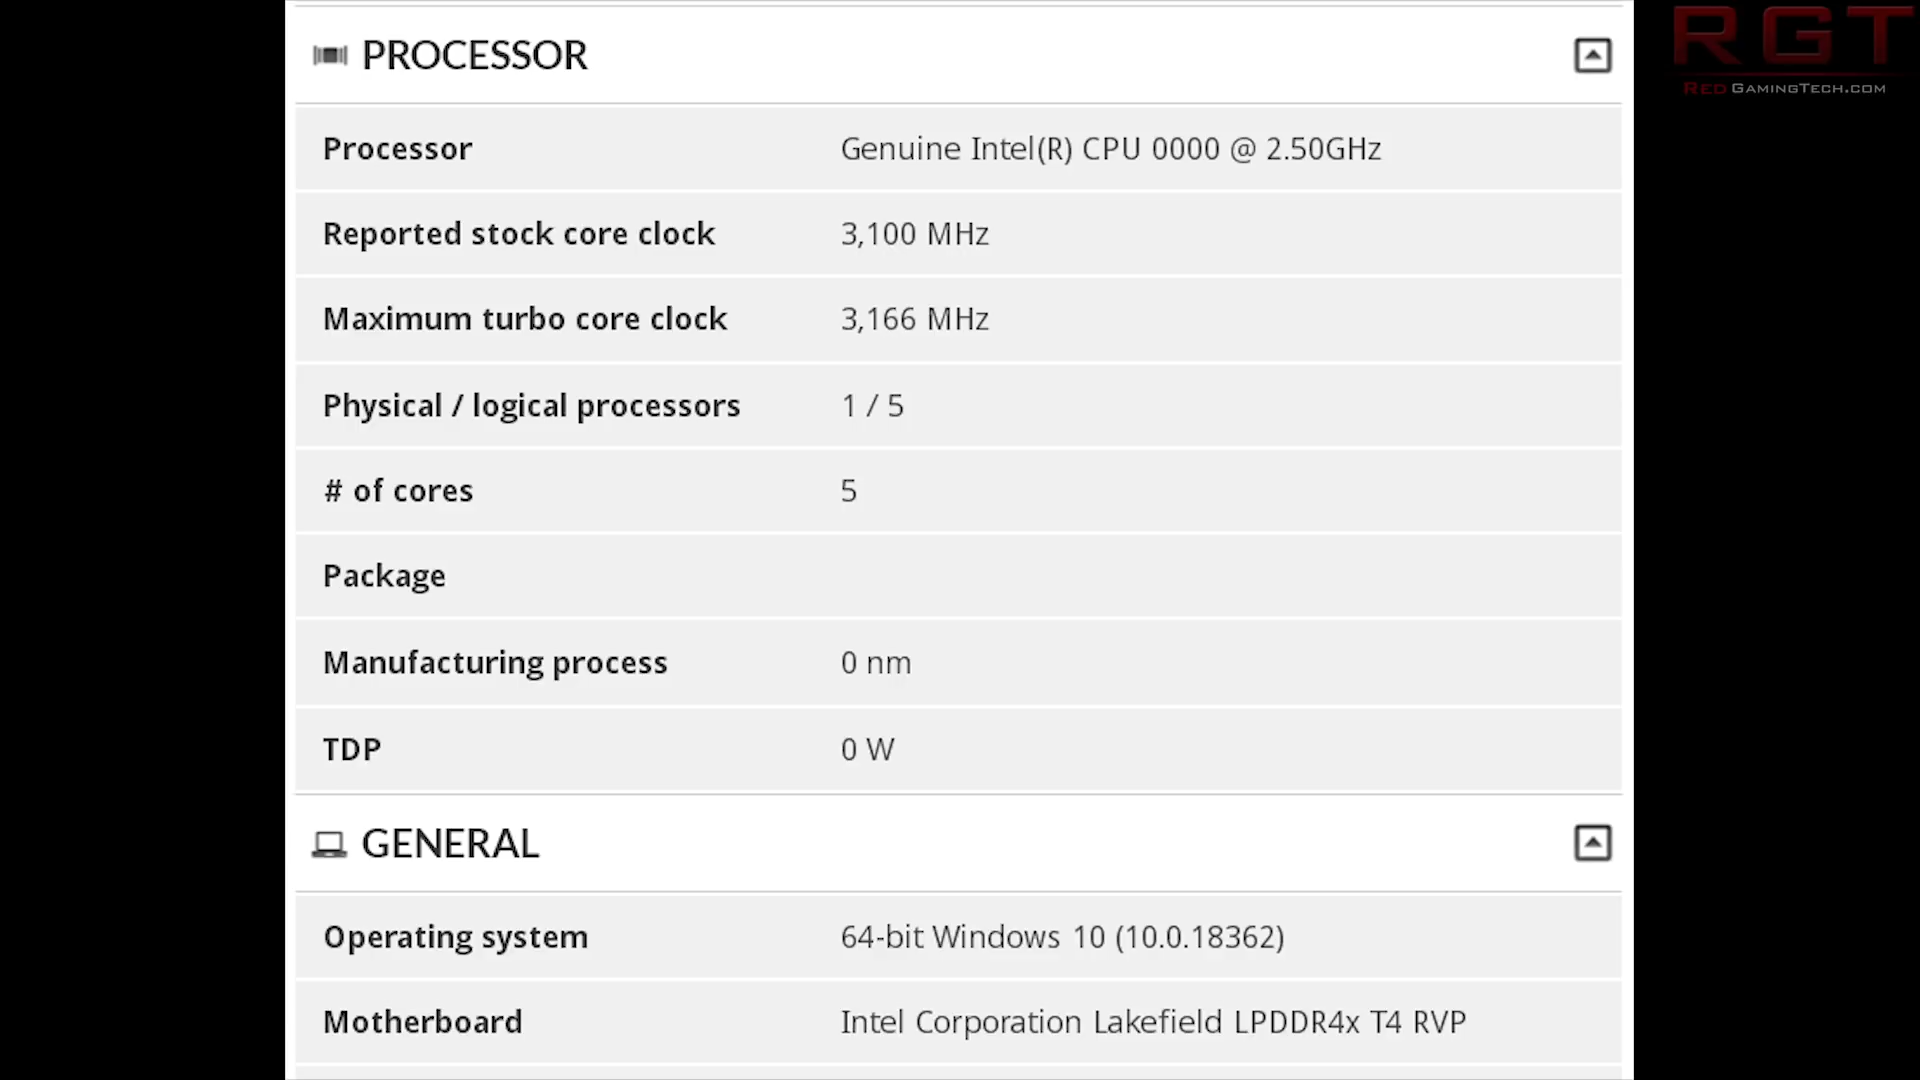 RGT
RedGamingTech.com
PROCESSOR
Processor Genuine Intel(R) CPU 0000 @ 2.50GHz
Reported stock core clock 3,100 MHz
Maximum turbo core clock 3,166 MHz
Physical / logical processors 1 / 5
# of cores 5
Package
Manufacturing process 0 nm
TDP 0 W
GENERAL
Operating system 64-bit Windows 10 (10.0.18362)
Motherboard Intel Corporation Lakefield LPDDR4x T4 RVP